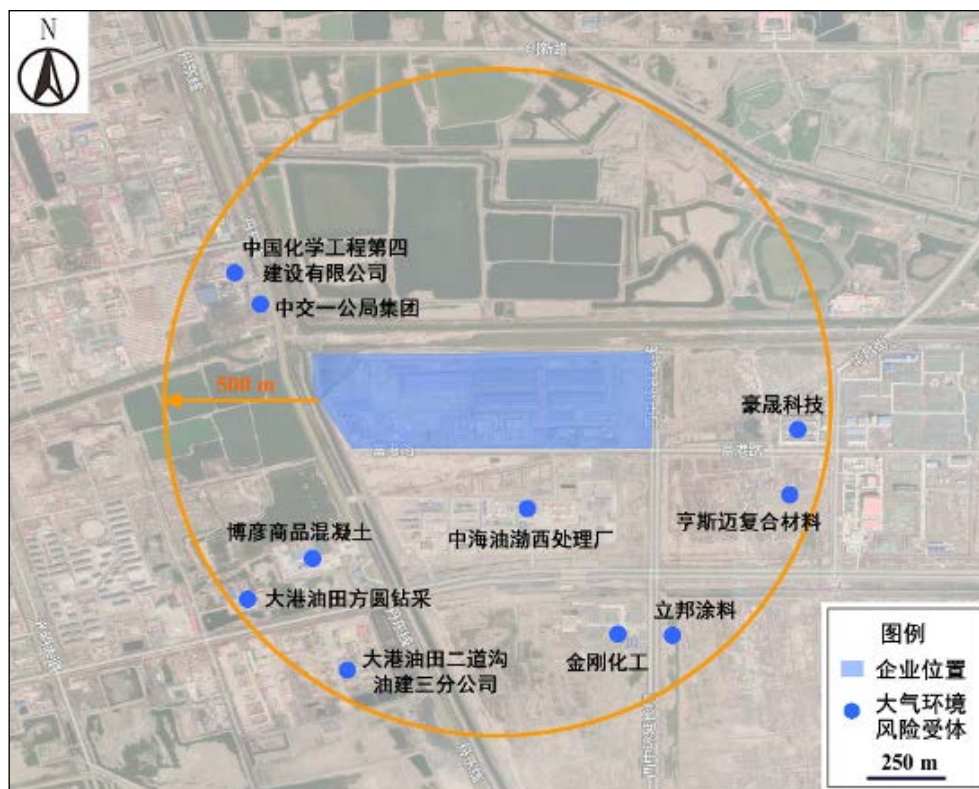 N
创新路
中国化学工程第四
建设有限公司
中交一公局集团
500 m
豪晟科技
亨斯迈复合材料
博彦商品混凝土
中海油渤西处理厂
大港油田方圆钻采
立邦涂料
金刚化工
大港油田二道沟
油建三分公司
图例
企业位置
大气环境
风险受体
250 m